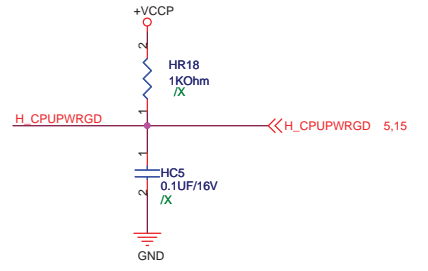 +VCCP
2
HR18
1KOhm
/X
1
H_CPUPWRGD
H_CPUPWRGD 5,15
1
HC5
0.1UF/16V
2
/X
GND